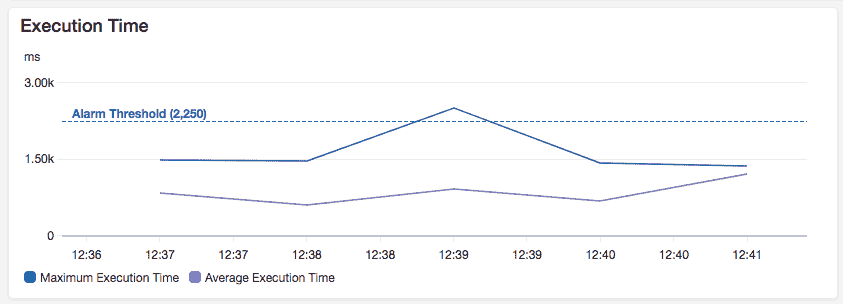 Execution Time
ms
3.00k
Alarm Threshold (2,250)
1.50k
0
12:36 12:37 12:37 12:38 12:38 12:39 12:39 12:40 12:40 12:41
Maximum Execution Time Average Execution Time